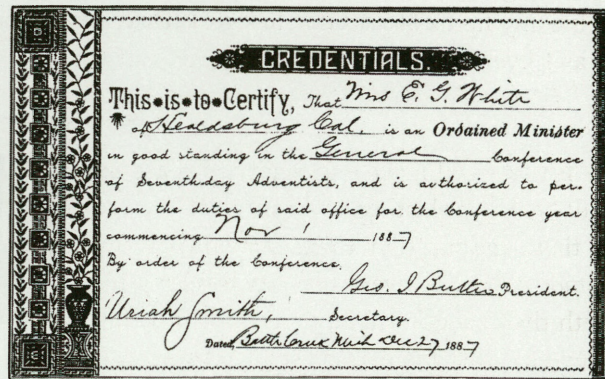 CREDENTIALS.
This is to Certify, That Mrs E. G. White
of Healdsburg Cal. is an Ordained Minister
in good standing in the General Conference
of Seventh-day Adventists, and is authorized to per-
form the duties of said office for the Conference year
commencing Nov 1 1887
By order of the Conference.
Geo. I Butler President.
Uriah Smith, Secretary.
Dated, Battle Creek Mich Dec 27 1887